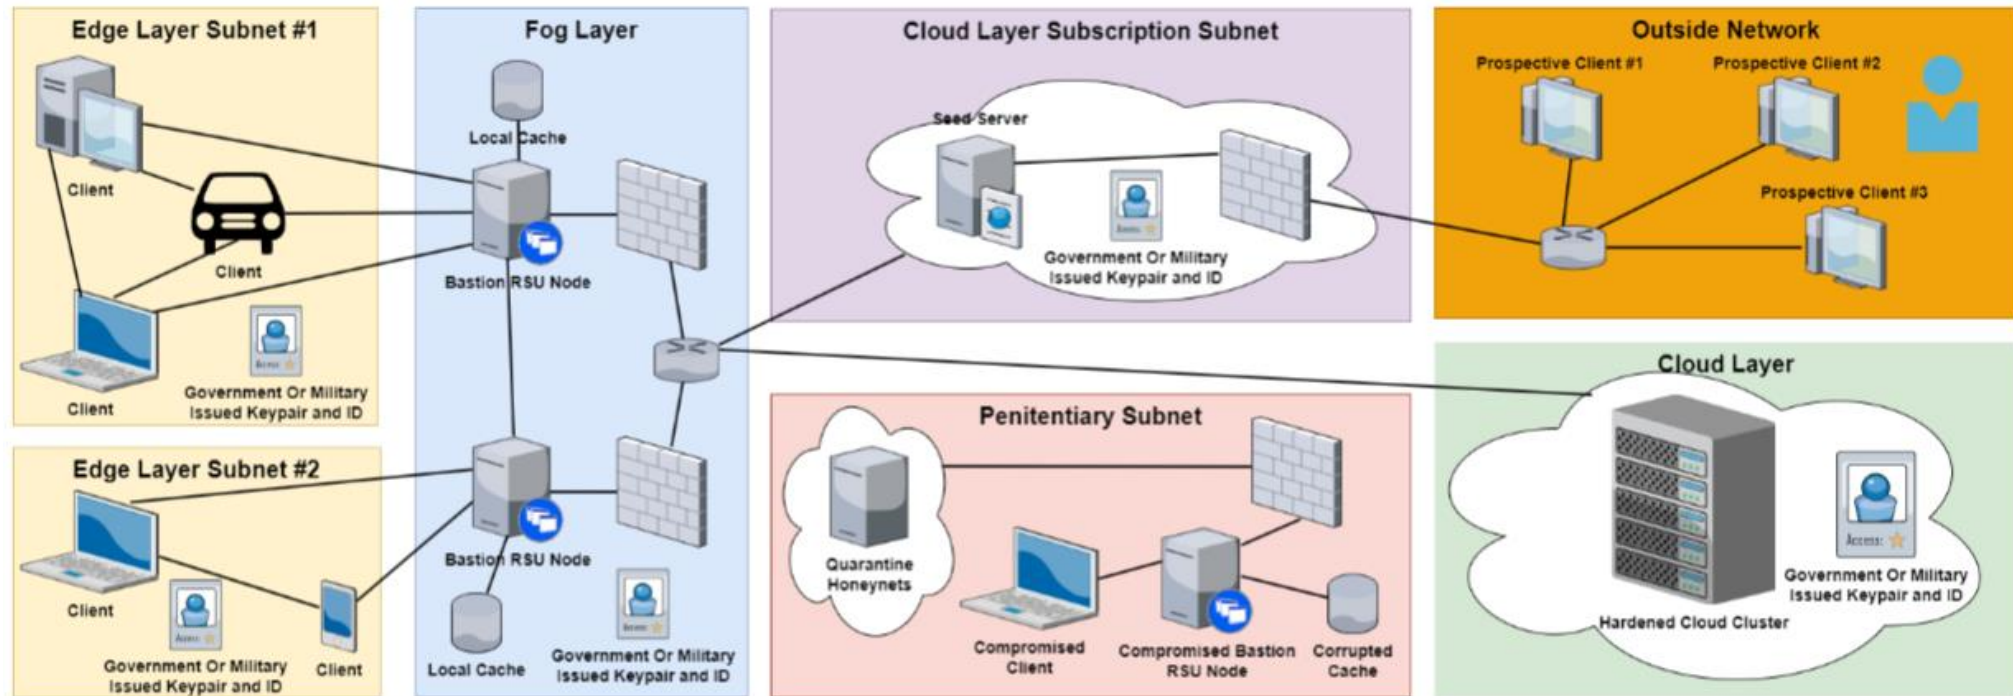 Edge Layer Subnet #1
Client
Client
Client
Government Or Military
Issued Keypair and ID
Access:
Edge Layer Subnet #2
Client
Client
Government Or Military
Issued Keypair and ID
Access:
Fog Layer
Local Cache
Bastion RSU Node
Bastion RSU Node
Local Cache
Government Or Military
Issued Keypair and ID
Access:
Cloud Layer Subscription Subnet
Seed Server
Government Or Military
Issued Keypair and ID
Access:
Penitentiary Subnet
Quarantine
Honeynets
Compromised
Client
Compromised Bastion
RSU Node
Corrupted
Cache
Outside Network
Prospective Client #1
Prospective Client #2
Prospective Client #3
Cloud Layer
Access:
Government Or Military
Issued Keypair and ID
Hardened Cloud Cluster